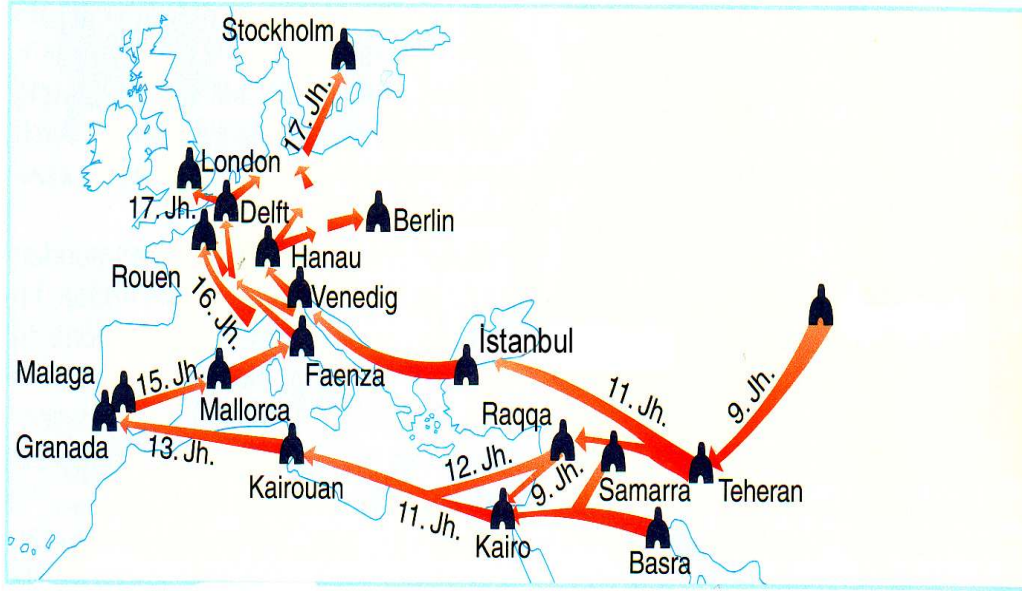 Stockholm
17. Jh.
London
17. Jh.
Delft
Berlin
Hanau
Rouen
16. Jh.
Venedig
İstanbul
Faenza
Malaga
15. Jh.
Mallorca
Granada
13. Jh.
Kairouan
Raqqa
11. Jh.
9. Jh.
12. Jh.
9. Jh.
Samarra
Teheran
11. Jh.
Kairo
Basra